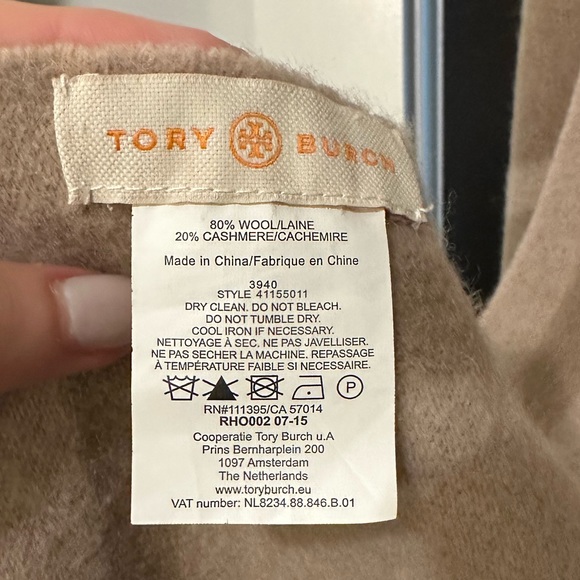 TORY BURCH
80% WOOL/LAINE
20% CASHMERE/CACHEMIRE
Made in China/Fabrique en Chine
3940
STYLE 41155011
DRY CLEAN. DO NOT BLEACH.
DO NOT TUMBLE DRY.
COOL IRON IF NECESSARY.
NETTOYAGE À SEC. NE PAS JAVELLISER.
NE PAS SECHER LA MACHINE. REPASSAGE
À TEMPÉRATURE FAIBLE SI NECESSAIRE.
P
RN#111395/CA 57014
RHO002 07-15
Cooperatie Tory Burch u.A
Prins Bernharplein 200
1097 Amsterdam
The Netherlands
www.toryburch.eu
VAT number: NL8234.88.846.B.01